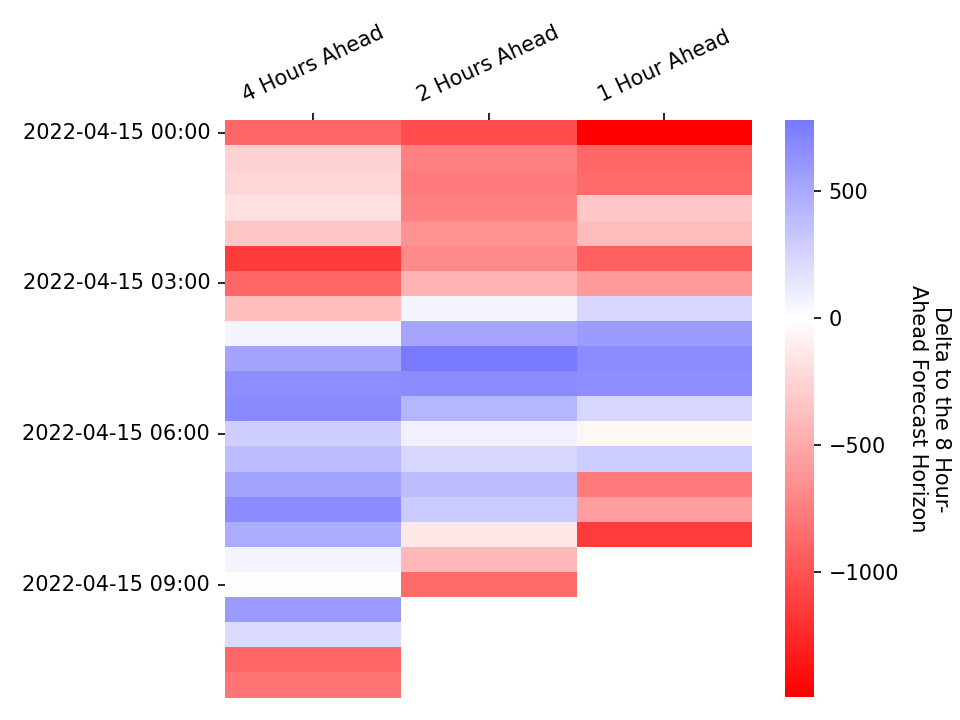 4 Hours Ahead
2 Hours Ahead
1 Hour Ahead
2022-04-15 00:00
2022-04-15 03:00
2022-04-15 06:00
2022-04-15 09:00
500
0
−500
−1000
Delta to the 8 Hour-
Ahead Forecast Horizon